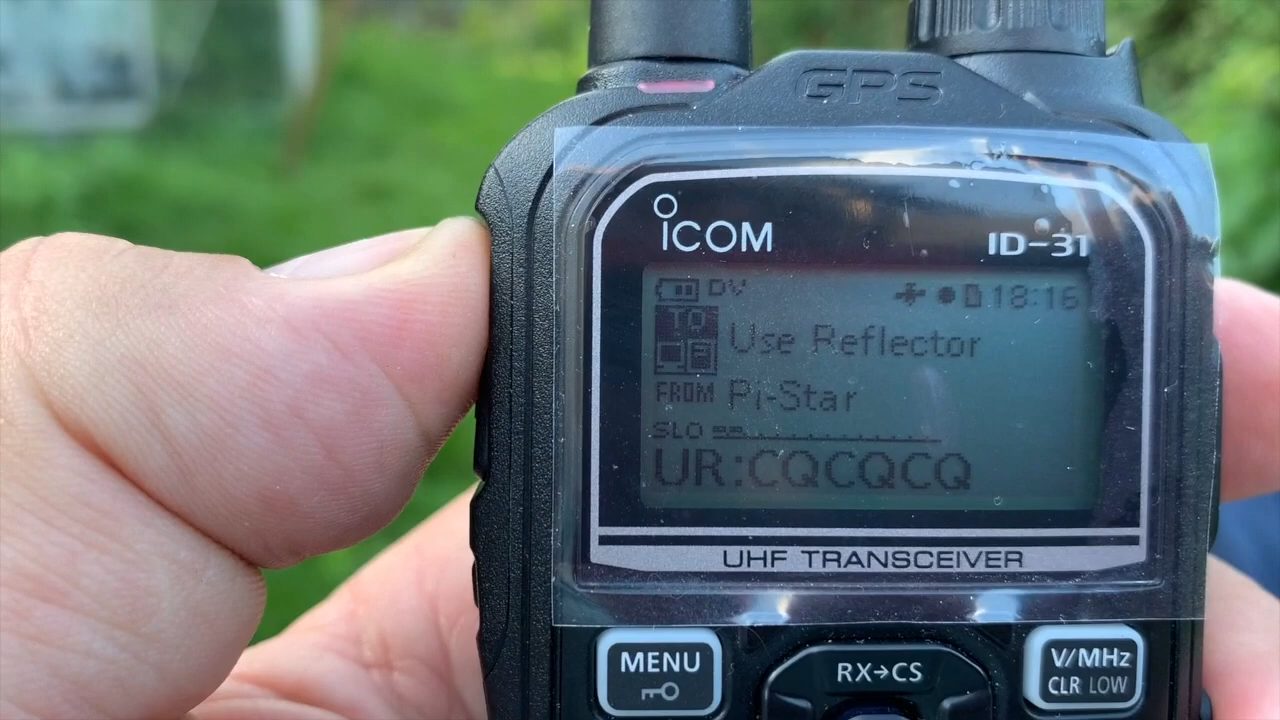 GPS
ICOM
ID-31
DV 18:16
TO Use Reflector
FROM Pi-Star
SLO
UR:CQCQCQ
UHF TRANSCEIVER
MENU
RX→CS
V/MHz
CLR LOW